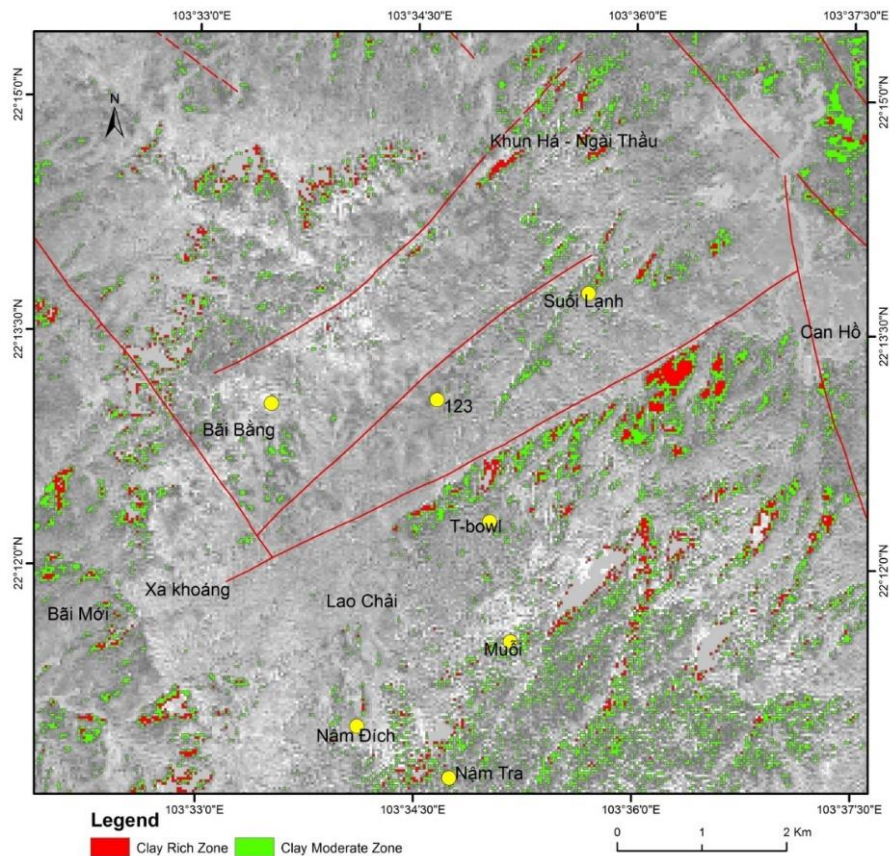 103°33'0"E 103°34'30"E 103°36'0"E 103°37'30"E
22°15'0"N
22°15'0"N
N
Khun Há - Ngài Thầu
Suối Lạnh
22°13'30"N
22°13'30"N
Can Hồ
123
Bãi Bằng
T-bowl
22°12'0"N
22°12'0"N
Xa khoáng
Lao Chải
Bãi Mới
Muỗi
Nậm Đích
Nậm Tra
103°33'0"E 103°34'30"E 103°36'0"E 103°37'30"E
Legend
Clay Rich Zone Clay Moderate Zone
0 1 2 Km